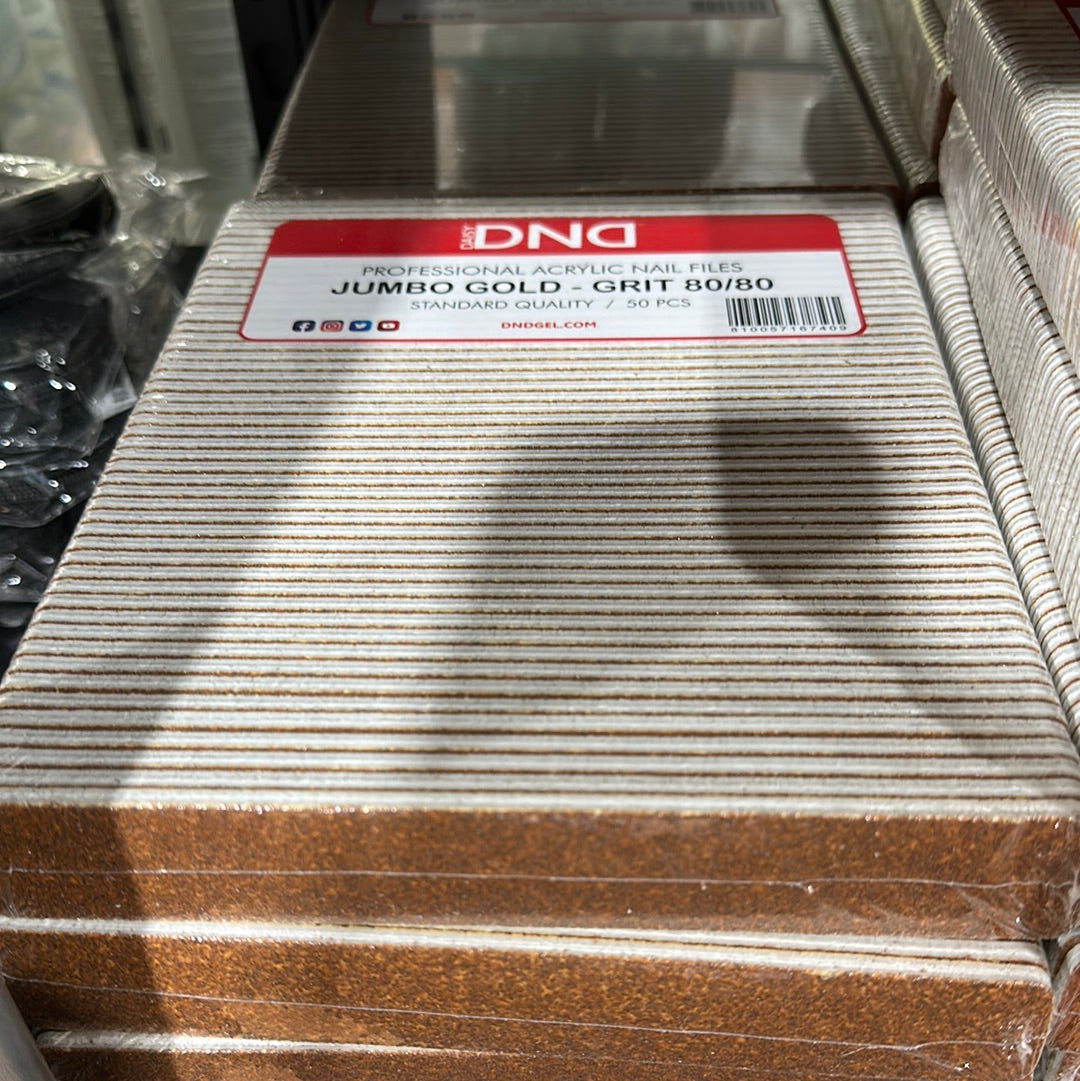 DAISY DND
PROFESSIONAL ACRYLIC NAIL FILES
JUMBO GOLD - GRIT 80/80
STANDARD QUALITY / 50 PCS
DNDGEL.COM
810057167409